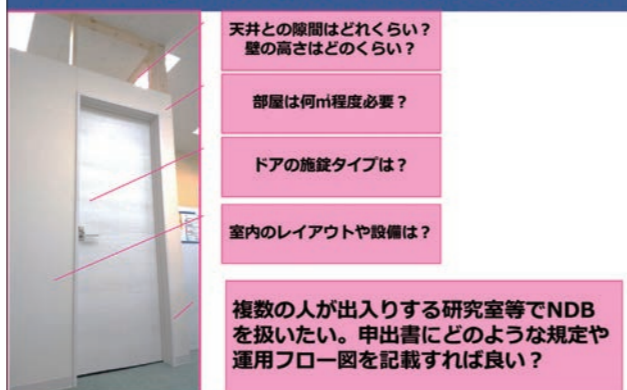 天井との隙間はどれくらい？
壁の高さはどのくらい？
部屋は何㎡程度必要？
ドアの施錠タイプは？
室内のレイアウトや設備は？
複数の人が出入りする研究室等でNDB
を扱いたい。申出書にどのような規定や
運用フロー図を記載すれば良い？